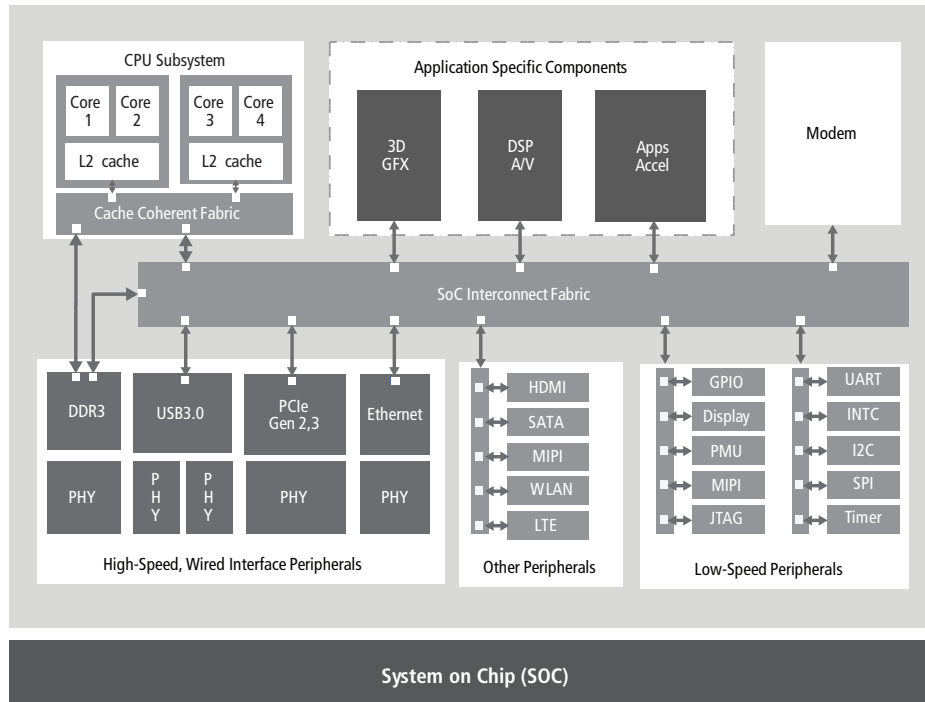 CPU Subsystem
Core
1
Core
2
L2 cache
Core
3
Core
4
L2 cache
Cache Coherent Fabric
Application Specific Components
3D
GFX
DSP
A/V
Apps
Accel
Modem
SoC Interconnect Fabric
DDR3
PHY
USB3.0
P
H
Y
P
H
Y
PCIe
Gen 2,3
PHY
Ethernet
PHY
High-Speed, Wired Interface Peripherals
HDMI
SATA
MIPI
WLAN
LTE
Other Peripherals
GPIO
Display
PMU
MIPI
JTAG
UART
INTC
I2C
SPI
Timer
Low-Speed Peripherals
System on Chip (SOC)